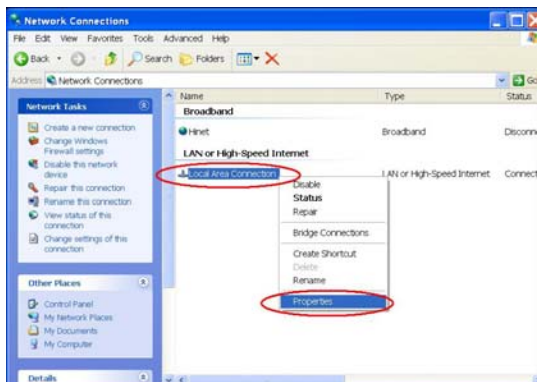 Network Connections
File Edit View Favorites Tools Advanced Help
Back Search Folders
Address Network Connections Go
Name Type Status
Network Tasks
Create a new connection
Change Windows
Firewall settings
Disable this network
device
Repair this connection
Rename this connection
View status of this
connection
Change settings of this
connection
Other Places
Control Panel
My Network Places
My Documents
My Computer
Details
Broadband
Hinet Broadband Disconn
LAN or High-Speed Internet
Local Area Connection LAN or High-Speed Internet Connect
Disable
Status
Repair
Bridge Connections
Create Shortcut
Delete
Rename
Properties